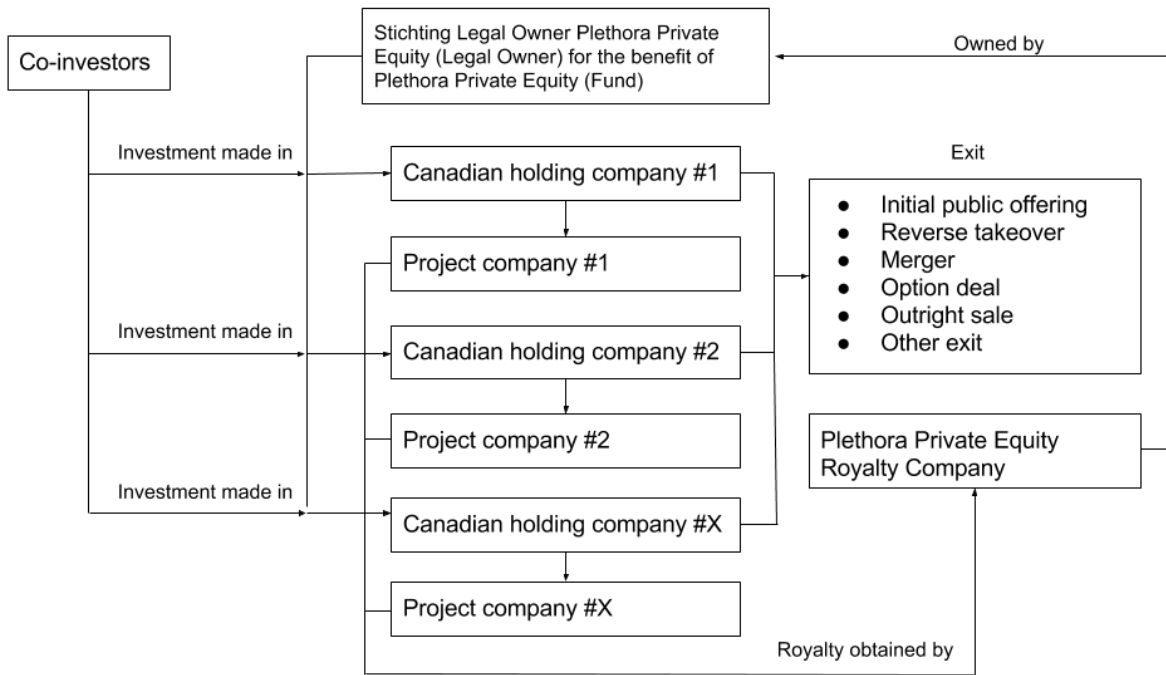 Co-investors
Stichting Legal Owner Plethora Private
Equity (Legal Owner) for the benefit of
Plethora Private Equity (Fund)
Owned by
Investment made in
Canadian holding company #1
Project company #1
Investment made in
Canadian holding company #2
Project company #2
Investment made in
Canadian holding company #X
Project company #X
Exit
● Initial public offering
● Reverse takeover
● Merger
● Option deal
● Outright sale
● Other exit
Plethora Private Equity
Royalty Company
Royalty obtained by